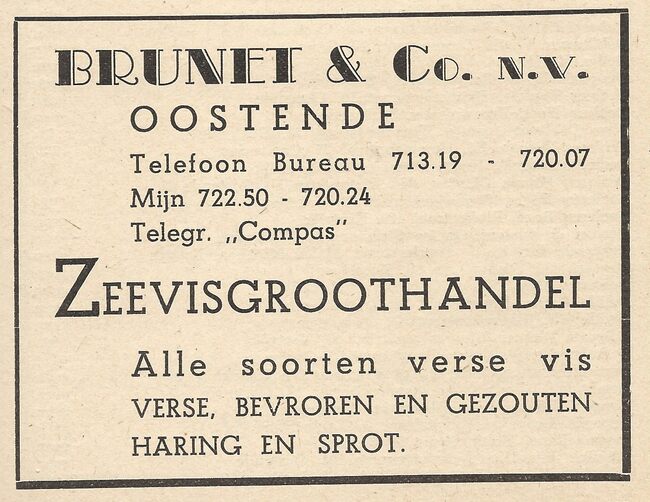 BRUNET & Co. N.V.
OOSTENDE
Telefoon Bureau 713.19 - 720.07
Mijn 722.50 - 720.24
Telegr. „Compas"
ZEEVISGROOTHANDEL
Alle soorten verse vis
VERSE, BEVROREN EN GEZOUTEN
HARING EN SPROT.